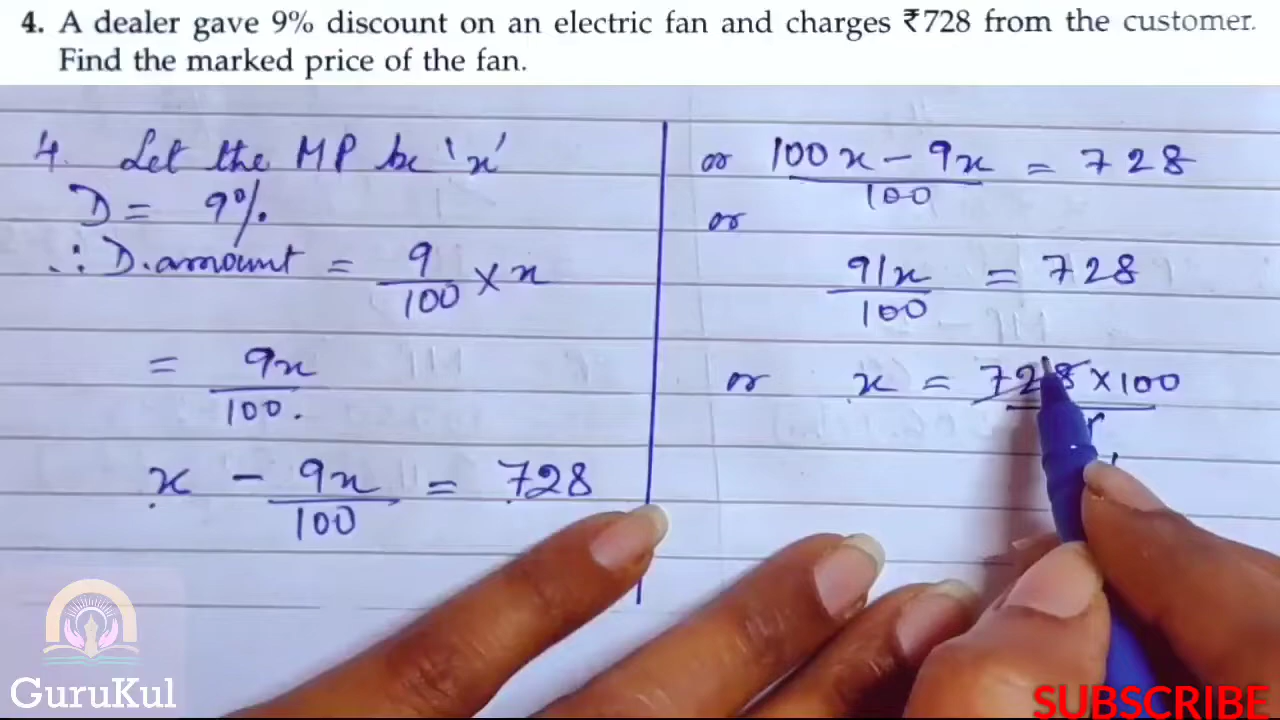 4. A dealer gave 9% discount on an electric fan and charges ₹728 from the customer.
Find the marked price of the fan.
4. Let the MP be 'x'
D = 9%
∴ D.amount = 9/100 × x
= 9x/100.
x - 9x/100 = 728
or 100x - 9x/100 = 728
or
91x/100 = 728
or x = 728×100
GuruKul
SUBSCRIBE